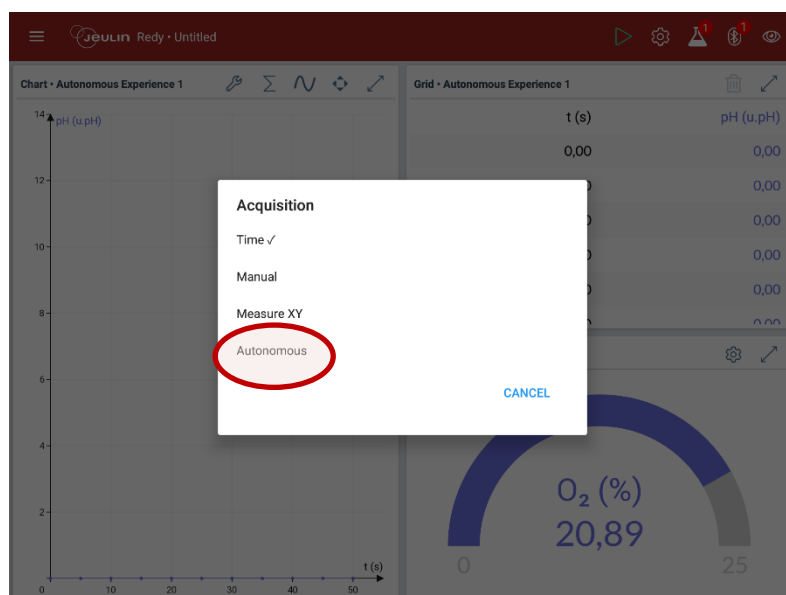 Jeulin Redy • Untitled
1
1
Chart • Autonomous Experience 1
Grid • Autonomous Experience 1
pH (u.pH)
14
12
10
8
6
4
2
0
10
20
30
40
50
t (s)
t (s) pH (u.pH)
0,00 0,00
0,00
0,00
0,00
0,00
0,00
Acquisition
Time ✓
Manual
Measure XY
Autonomous
CANCEL
O₂ (%)
20,89
0
25